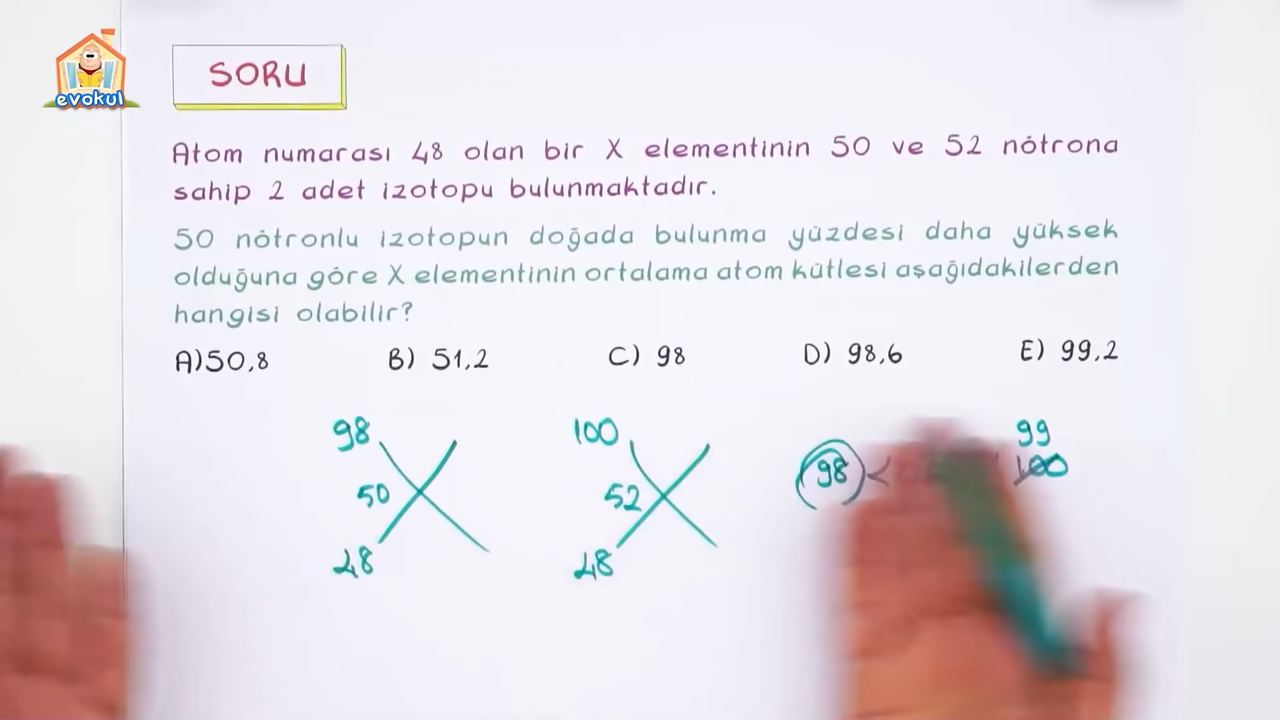 evokul
SORU
Atom numarası 48 olan bir X elementinin 50 ve 52 nötrona
sahip 2 adet izotopu bulunmaktadır.
50 nötronlu izotopun doğada bulunma yüzdesi daha yüksek
olduğuna göre X elementinin ortalama atom kütlesi aşağıdakilerden
hangisi olabilir?
A)50,8 B) 51,2 C) 98 D) 98,6 E) 99,2
98 100 99
98 < 100
50 52
48 48